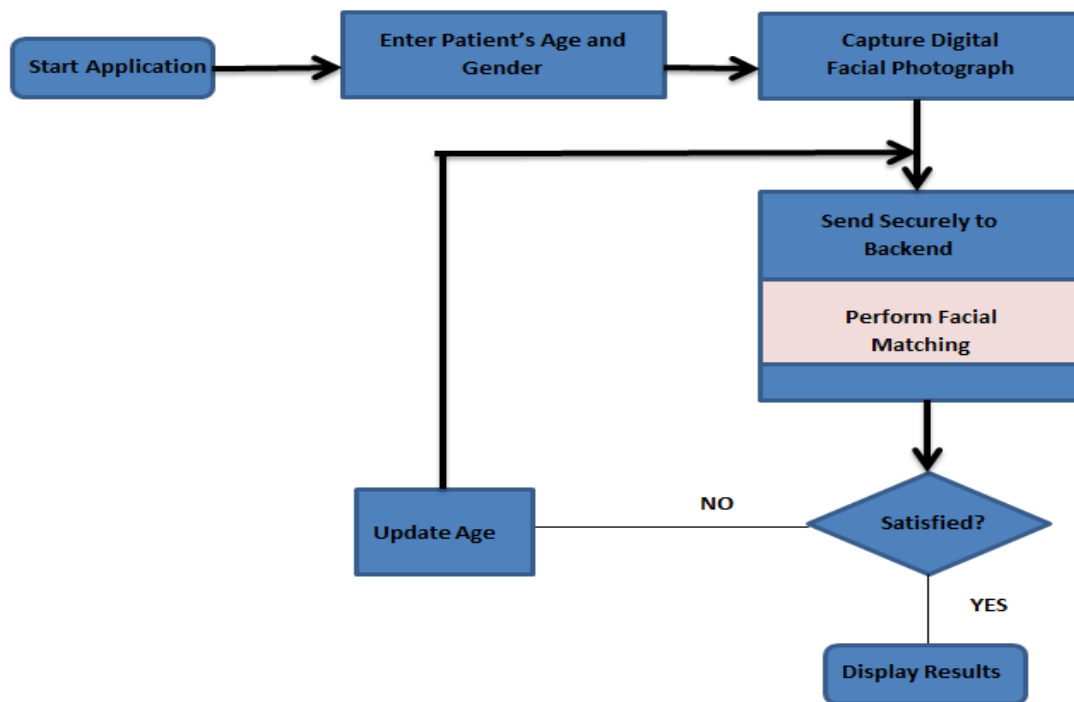 Start Application
Enter Patient's Age and
Gender
Capture Digital
Facial Photograph
Send Securely to
Backend
Perform Facial
Matching
Satisfied?
NO
Update Age
YES
Display Results